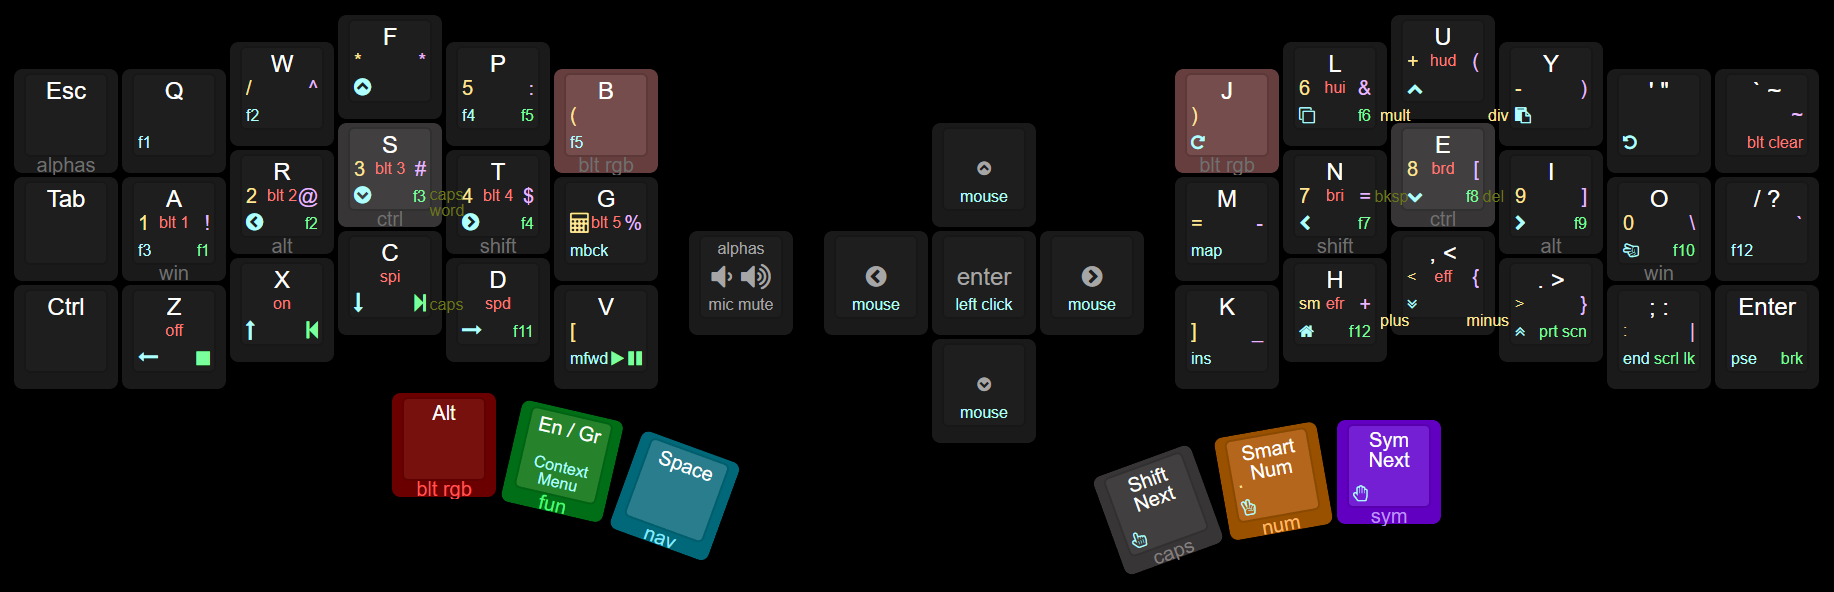 Esc
alphas
Q
f1
W
/ ^
f2
F
* *
P
5 :
f4 f5
B
(
f5
blt rgb
Tab
A
1 blt 1 !
f3 f1
win
R
2 blt 2 @
f2
alt
S
3 blt 3 #
f3
ctrl
caps
word
T
4 blt 4 $
f4
shift
G
blt 5 %
mbck
Ctrl
Z
off
X
on
C
spi
caps
D
spd
f11
V
[
mfwd
Alt
blt rgb
En / Gr
Context
Menu
fun
Space
nav
alphas
mic mute
mouse
mouse
enter
left click
mouse
mouse
J
)
blt rgb
L
6 hui &
f6
U
+ hud (
mult
div
Y
- )
' "
` ~
~
blt clear
M
= -
map
N
7 bri =
f7
shift
bksp
E
8 brd [
f8
ctrl
del
I
9 ]
f9
alt
O
0 \
f10
win
/ ?
`
f12
K
] _
ins
H
sm efr +
f12
, <
< eff {
plus
minus
. >
> }
prt scn
; :
: |
end scrl lk
Enter
pse brk
Shift
Next
caps
Smart
Num
.
num
Sym
Next
sym